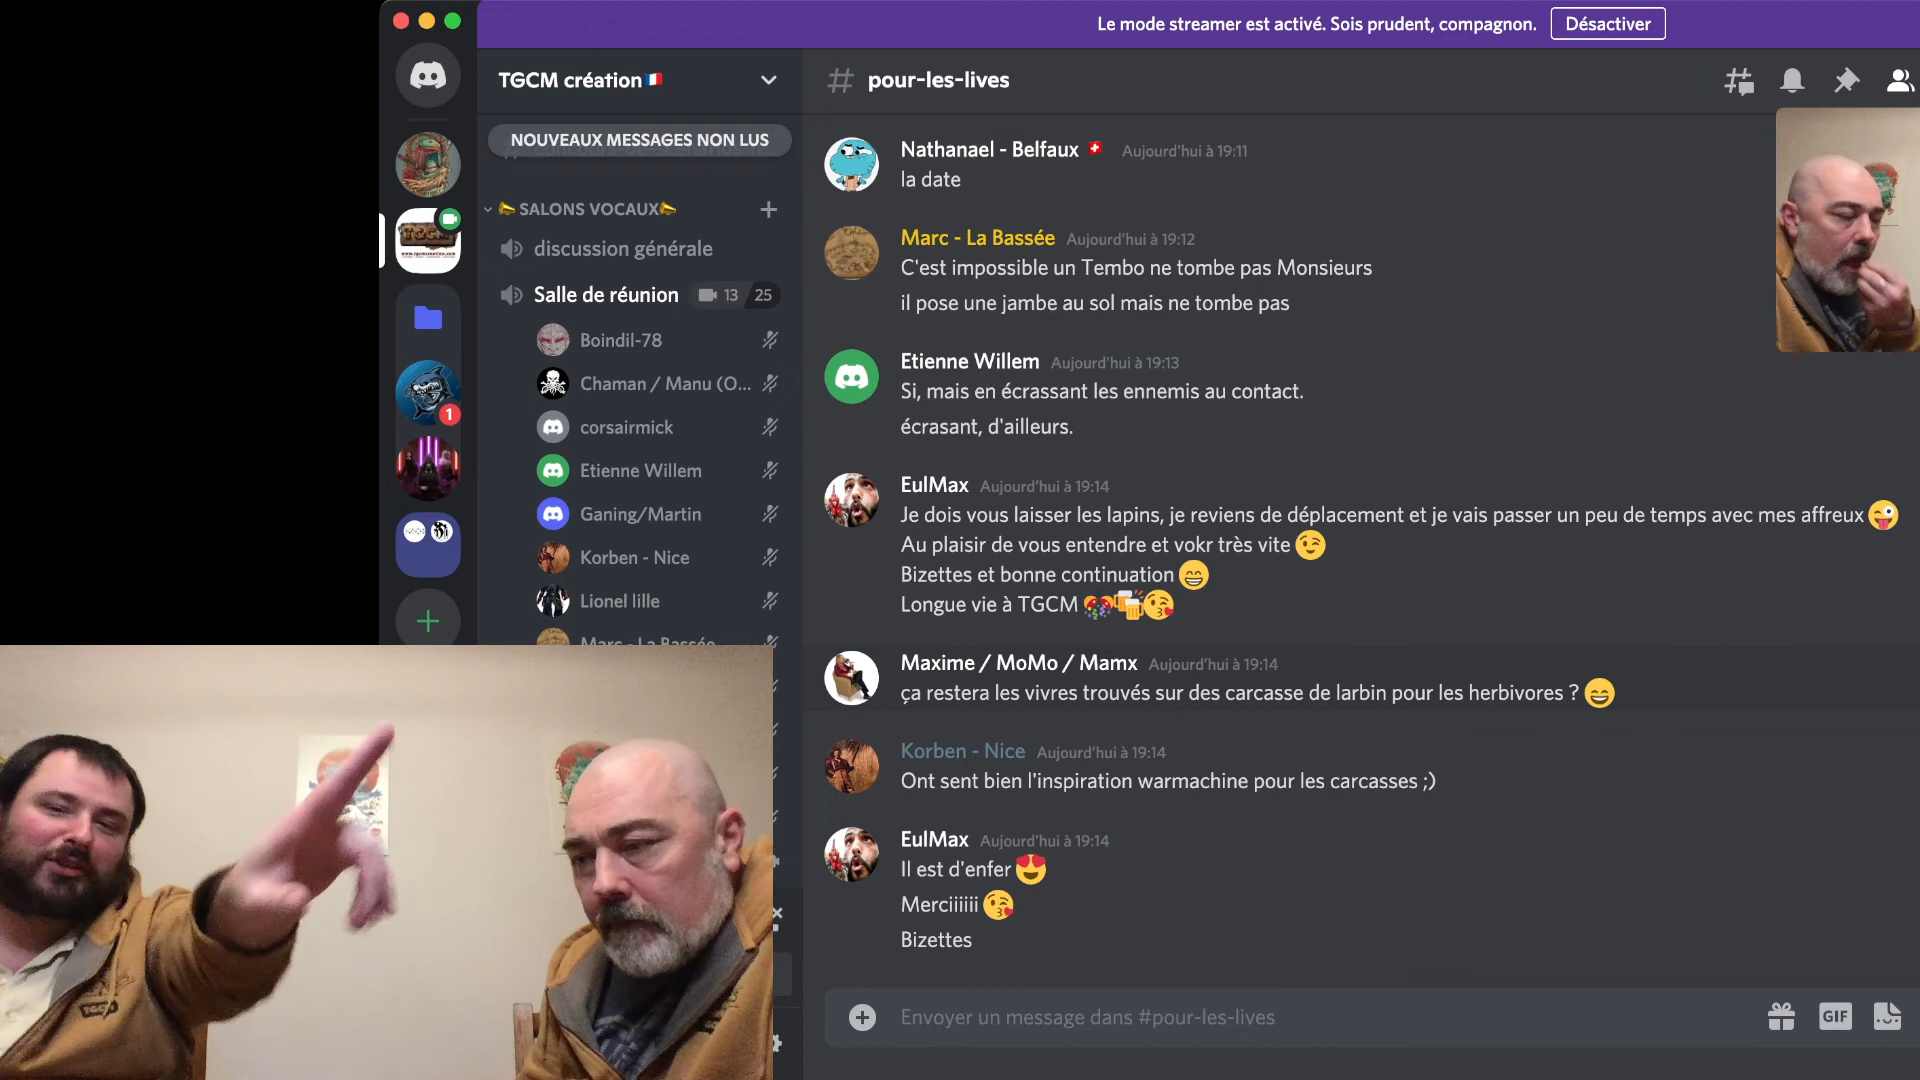 Le mode streamer est activé. Sois prudent, compagnon.
Désactiver
TGCM création
pour-les-lives
NOUVEAUX MESSAGES NON LUS
SALONS VOCAUX
discussion générale
Salle de réunion 13 25
Boindil-78
Chaman / Manu (O...
corsairmick
Etienne Willem
Ganing/Martin
Korben - Nice
Lionel lille
Marc - La Bassée
1
Nathanael - Belfaux Aujourd'hui à 19:11
la date
Marc - La Bassée Aujourd'hui à 19:12
C'est impossible un Tembo ne tombe pas Monsieurs
il pose une jambe au sol mais ne tombe pas
Etienne Willem Aujourd'hui à 19:13
Si, mais en écrassant les ennemis au contact.
écrasant, d'ailleurs.
EulMax Aujourd'hui à 19:14
Je dois vous laisser les lapins, je reviens de déplacement et je vais passer un peu de temps avec mes affreux 😜
Au plaisir de vous entendre et vokr très vite 😉
Bizettes et bonne continuation 😁
Longue vie à TGCM 🎊🍻😘
Maxime / MoMo / Mamx Aujourd'hui à 19:14
ça restera les vivres trouvés sur des carcasse de larbin pour les herbivores ? 😄
Korben - Nice Aujourd'hui à 19:14
Ont sent bien l'inspiration warmachine pour les carcasses ;)
EulMax Aujourd'hui à 19:14
Il est d'enfer 😍
Merciiiiii 😘
Bizettes
Envoyer un message dans #pour-les-lives
GIF
TGCM